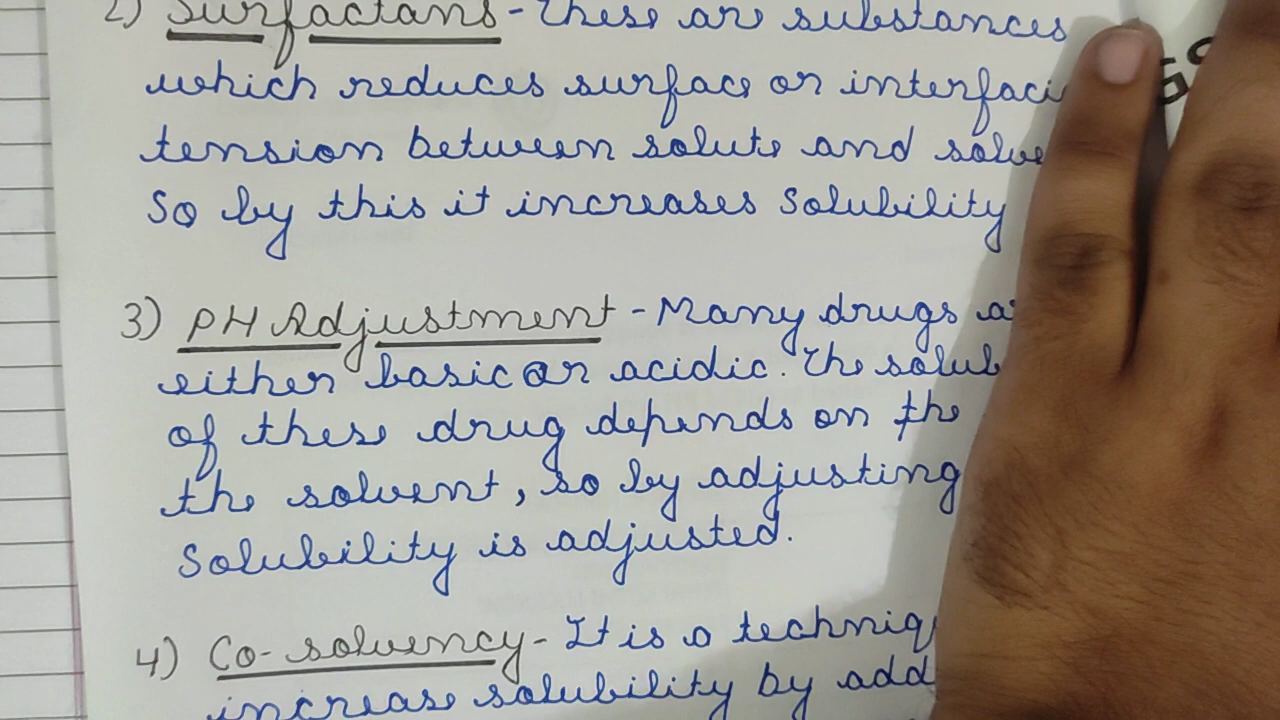 2) Surfactans - These are substances
which reduces surface or interfaci
tension between solute and solve
So by this it increases solubility
3) PH Adjustment - Many drugs a
either basic or acidic. The solub
of these drug depends on the
the solvent, so by adjusting
Solubility is adjusted.
4) Co-solvency - It is a techniq
increase solubility by add